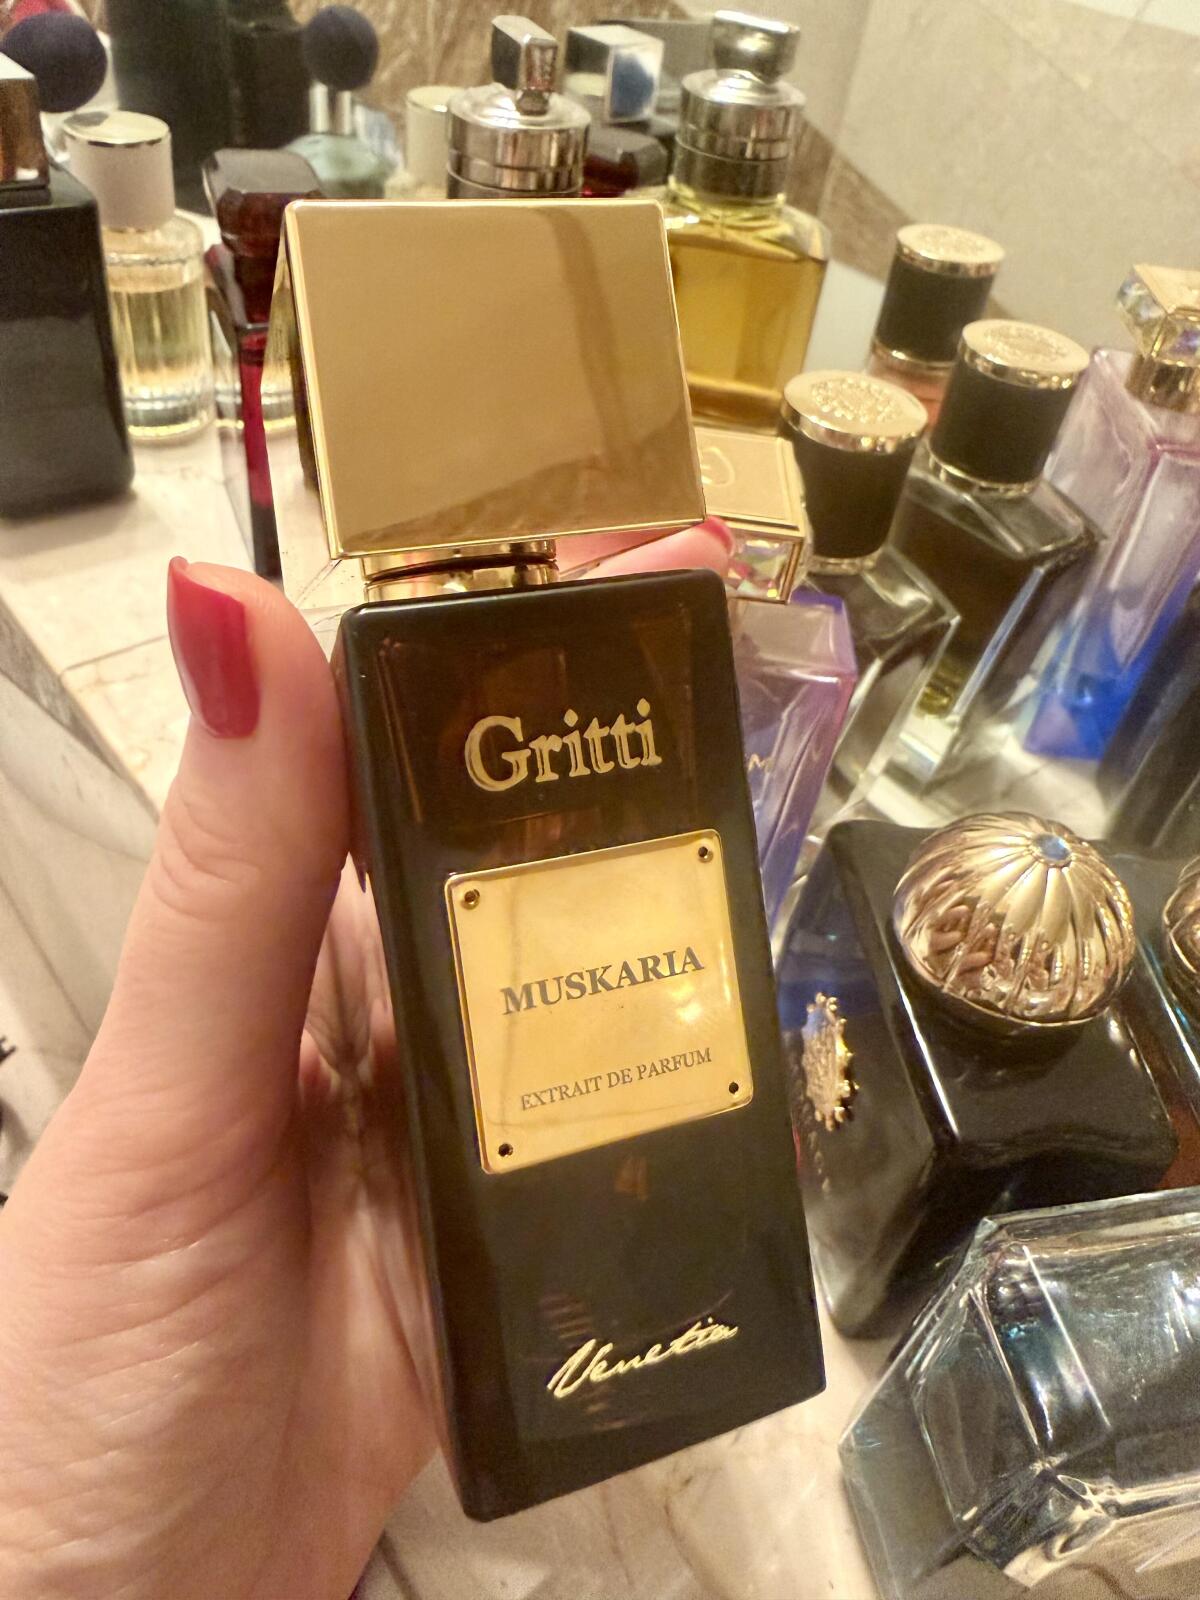 Gritti
MUSKARIA
EXTRAIT DE PARFUM
Venetia